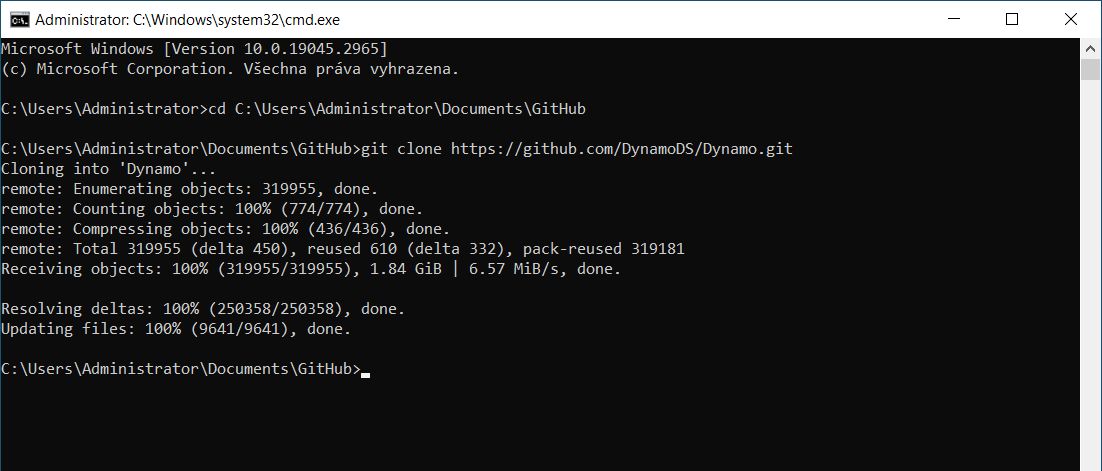 Administrator: C:\Windows\system32\cmd.exe
Microsoft Windows [Version 10.0.19045.2965]
(c) Microsoft Corporation. Všechna práva vyhrazena.
C:\Users\Administrator>cd C:\Users\Administrator\Documents\GitHub
C:\Users\Administrator\Documents\GitHub>git clone https://github.com/DynamoDS/Dynamo.git
Cloning into 'Dynamo'...
remote: Enumerating objects: 319955, done.
remote: Counting objects: 100% (774/774), done.
remote: Compressing objects: 100% (436/436), done.
remote: Total 319955 (delta 450), reused 610 (delta 332), pack-reused 319181
Receiving objects: 100% (319955/319955), 1.84 GiB | 6.57 MiB/s, done.
Resolving deltas: 100% (250358/250358), done.
Updating files: 100% (9641/9641), done.
C:\Users\Administrator\Documents\GitHub>